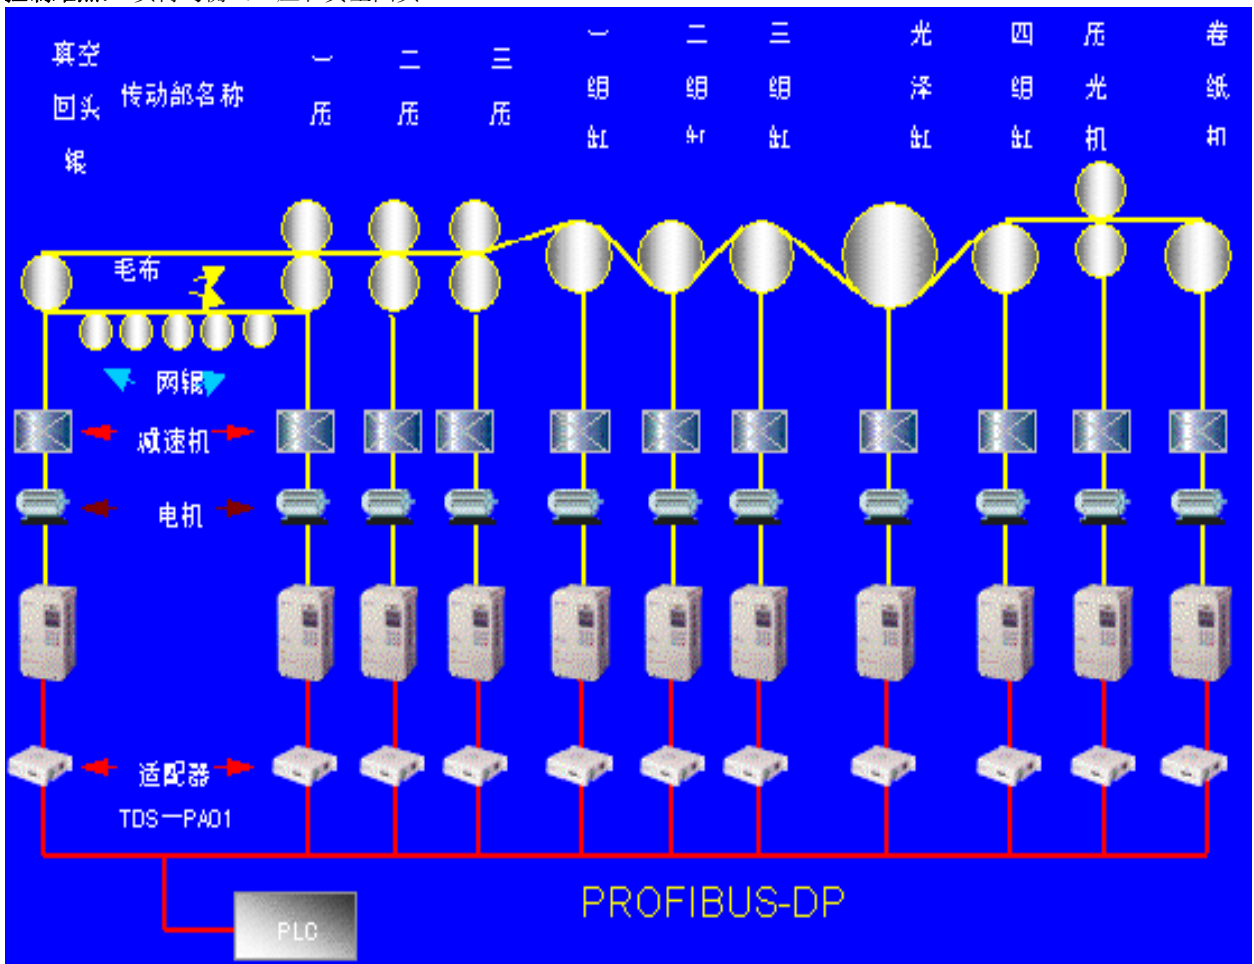 真空
回头
辊
传动部名称
一压
二压
三压
一组缸
二组缸
三组缸
光泽缸
四组缸
压光机
卷纸机
毛布
网辊
减速机
电机
适配器
TDS—PA01
PROFIBUS-DP
PLC